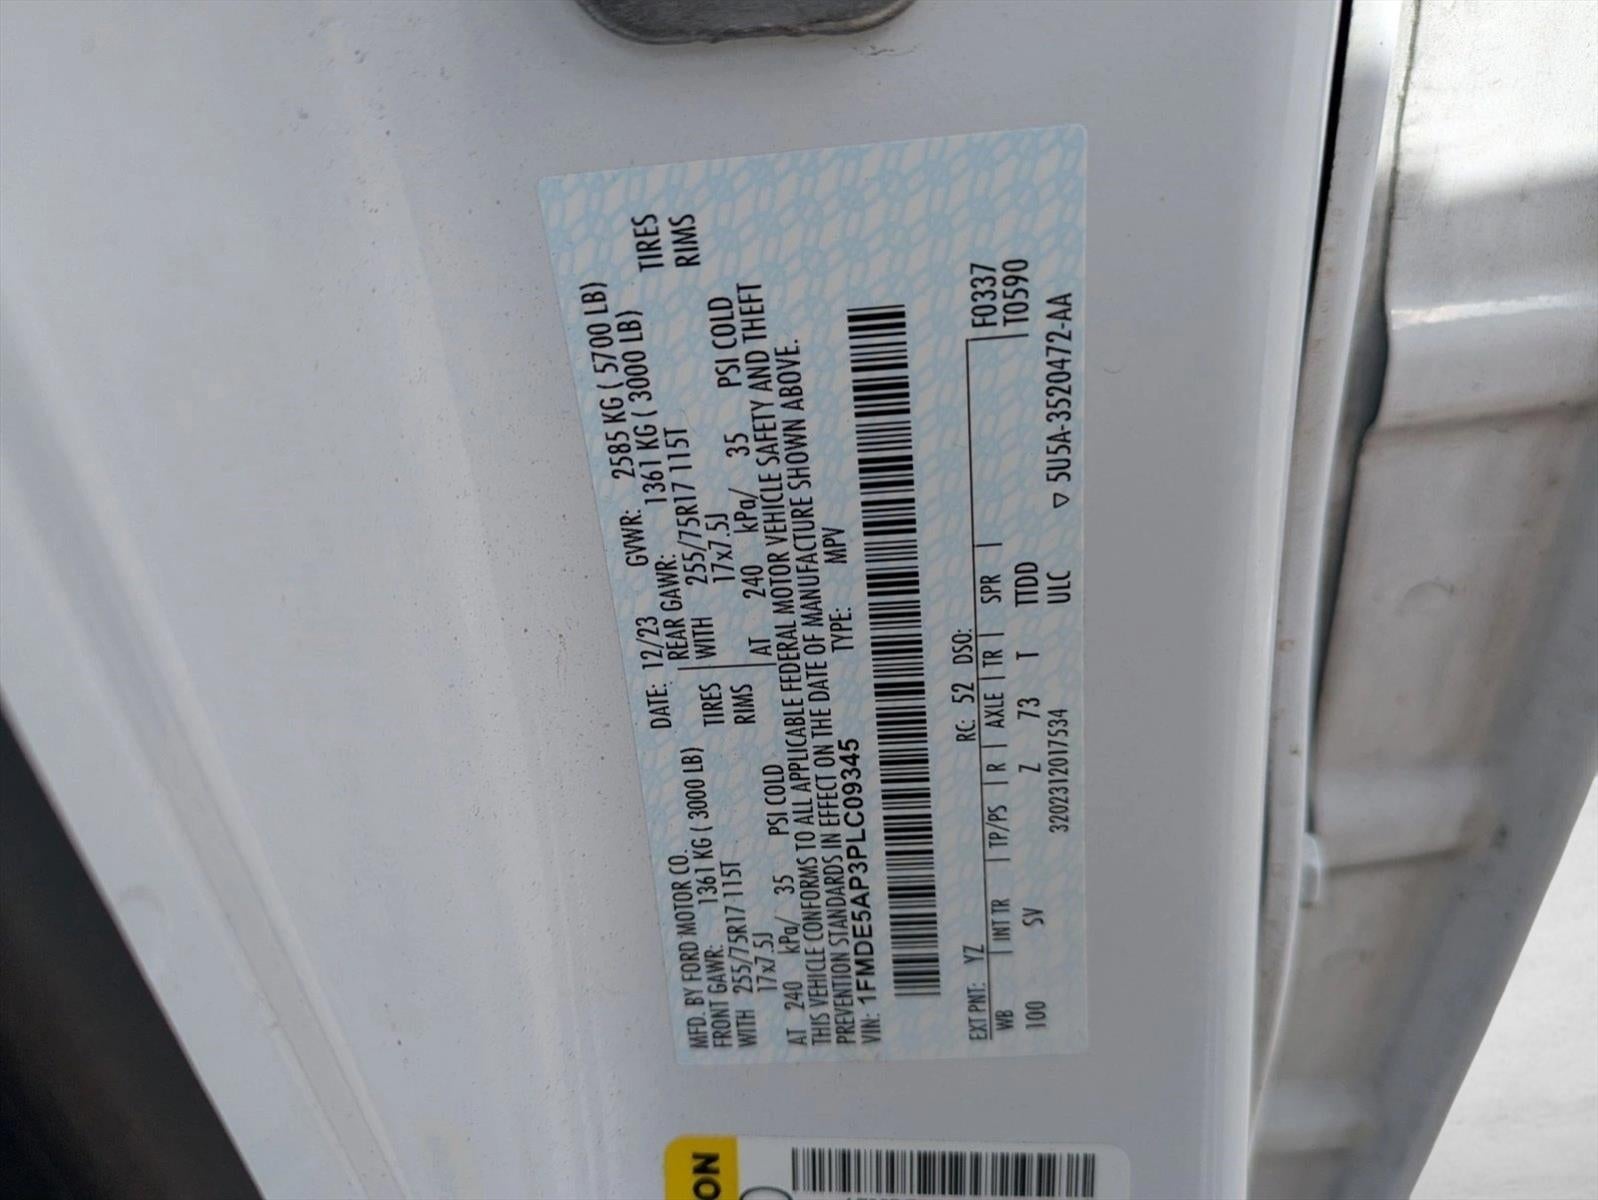 MFD. BY FORD MOTOR CO. DATE: 12/23 GVWR: 2585 KG ( 5700 LB)
FRONT GAWR: 1361 KG ( 3000 LB) REAR GAWR: 1361 KG ( 3000 LB)
WITH 255/75R17 115T TIRES WITH 255/75R17 115T TIRES
17x7.5J RIMS 17x7.5J RIMS
AT 240 kPa/ 35 PSI COLD AT 240 kPa/ 35 PSI COLD
THIS VEHICLE CONFORMS TO ALL APPLICABLE FEDERAL MOTOR VEHICLE SAFETY AND THEFT
PREVENTION STANDARDS IN EFFECT ON THE DATE OF MANUFACTURE SHOWN ABOVE.
VIN: 1FMDE5AP3PLC09345 TYPE: MPV
EXT PNT: YZ RC: 52 DSO: F0337
WB INT TR TP/PS R AXLE TR SPR T0590
100 SV Z 73 T TTDD
3202312017534 ULC ▽ 5U5A-3520472-AA
ON